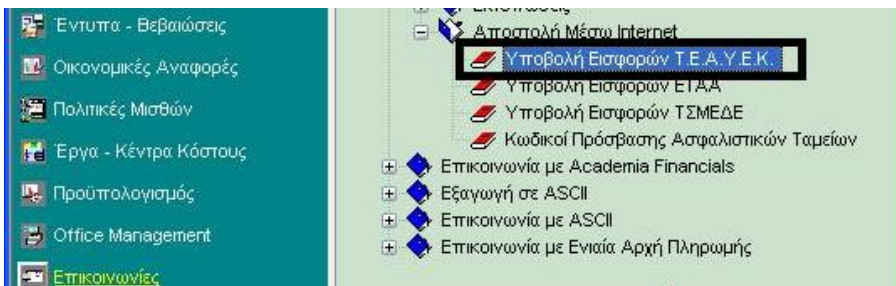 Έντυπα - Βεβαιώσεις
Οικονομικές Αναφορές
Πολιτικές Μισθών
Έργα - Κέντρα Κόστους
Προϋπολογισμός
Office Management
Επικοινωνίες
Εκτυπώσεις
Αποστολή Μέσω Internet
Υποβολή Εισφορών Τ.Ε.Α.Υ.Ε.Κ.
Υποβολή Εισφορών ΕΤΑΑ
Υποβολή Εισφορών ΤΣΜΕΔΕ
Κωδικοί Πρόσβασης Ασφαλιστικών Ταμείων
Επικοινωνία με Academia Financials
Εξαγωγή σε ASCII
Επικοινωνία με ASCII
Επικοινωνία με Ενιαία Αρχή Πληρωμής